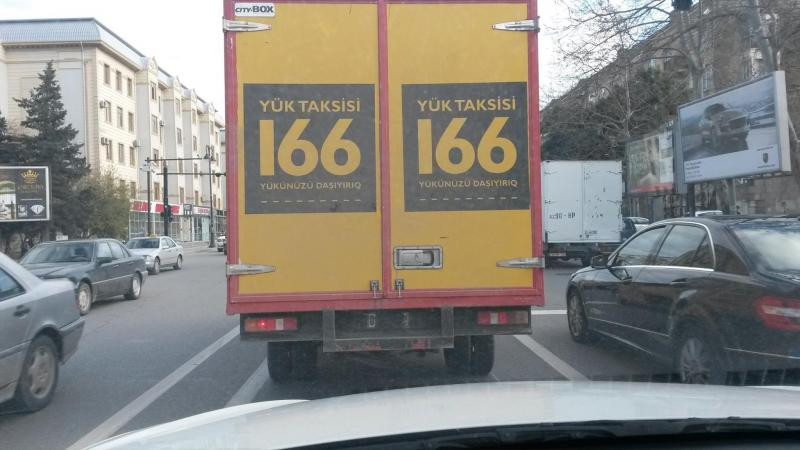 CITY-BOX
YÜK TAKSİSİ
166
YÜKÜNÜZÜ DAŞIYIRIQ
YÜK TAKSİSİ
166
YÜKÜNÜZÜ DAŞIYIRIQ